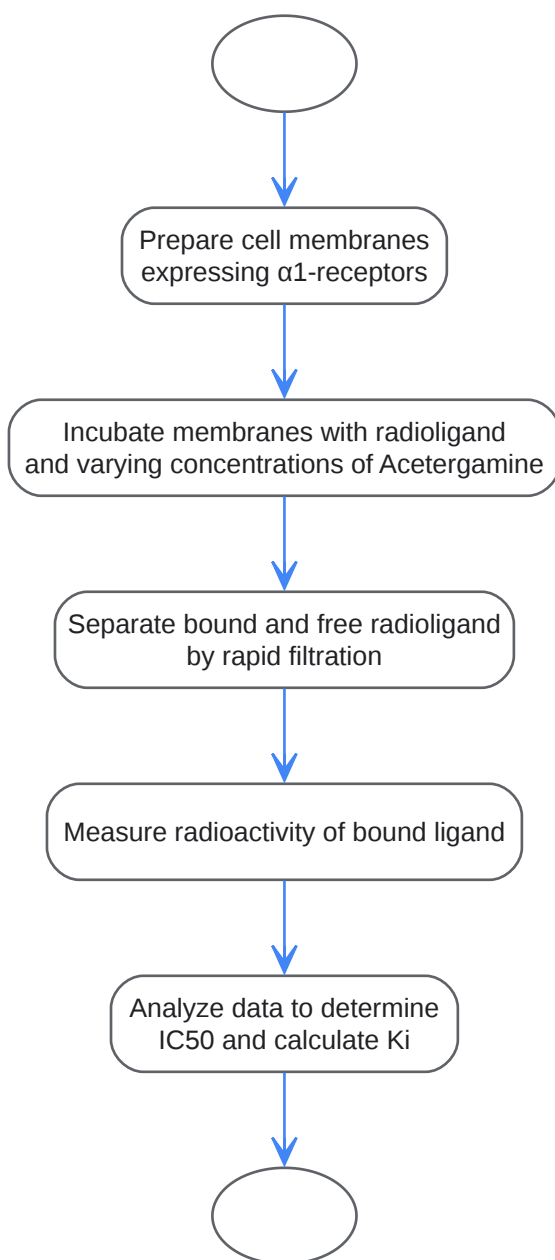 Prepare cell membranes
expressing α1-receptors
Incubate membranes with radioligand
and varying concentrations of Acetergamine
Separate bound and free radioligand
by rapid filtration
Measure radioactivity of bound ligand
Analyze data to determine
IC50 and calculate Ki